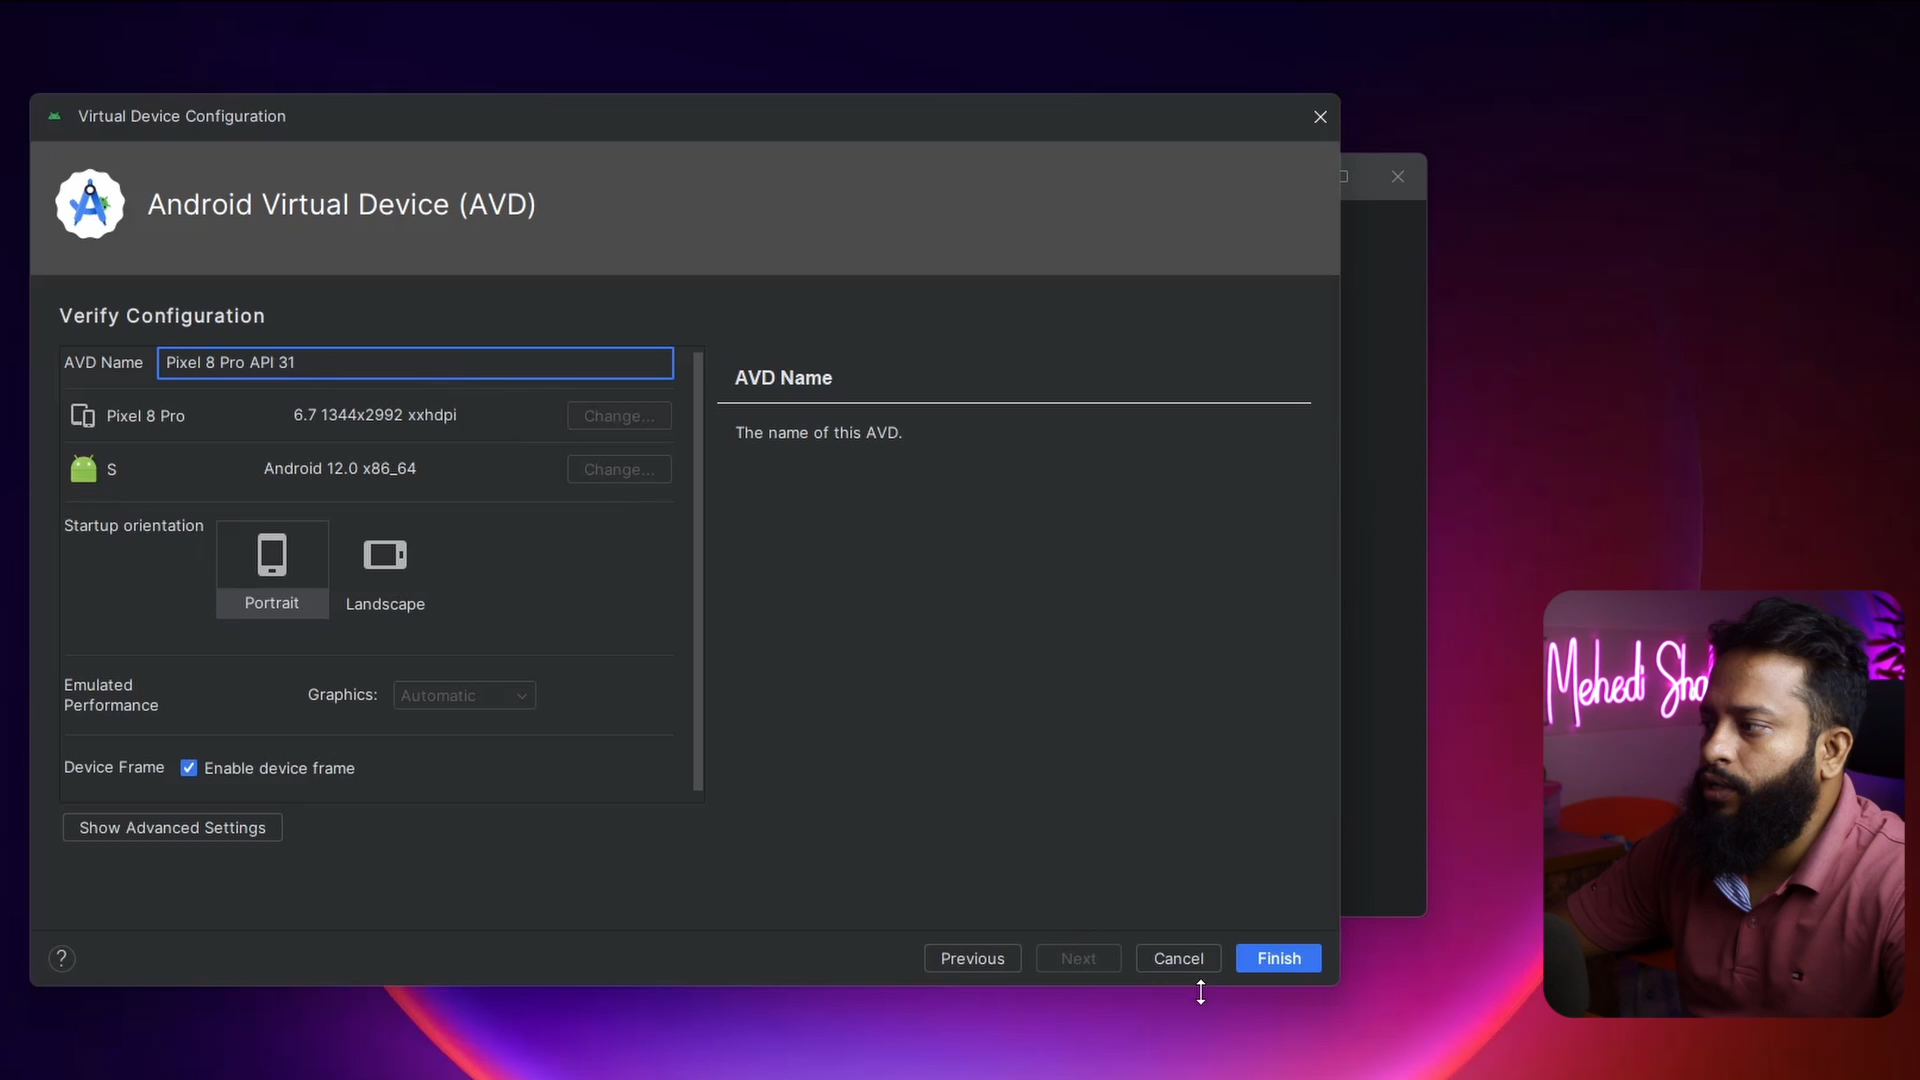 Virtual Device Configuration
Android Virtual Device (AVD)
Verify Configuration
AVD Name Pixel 8 Pro API 31
Pixel 8 Pro 6.7 1344x2992 xxhdpi Change...
S Android 12.0 x86_64 Change...
Startup orientation
Portrait
Landscape
Emulated
Performance
Graphics: Automatic
Device Frame Enable device frame
Show Advanced Settings
AVD Name
The name of this AVD.
? Previous Next Cancel Finish
Mehedi Sha